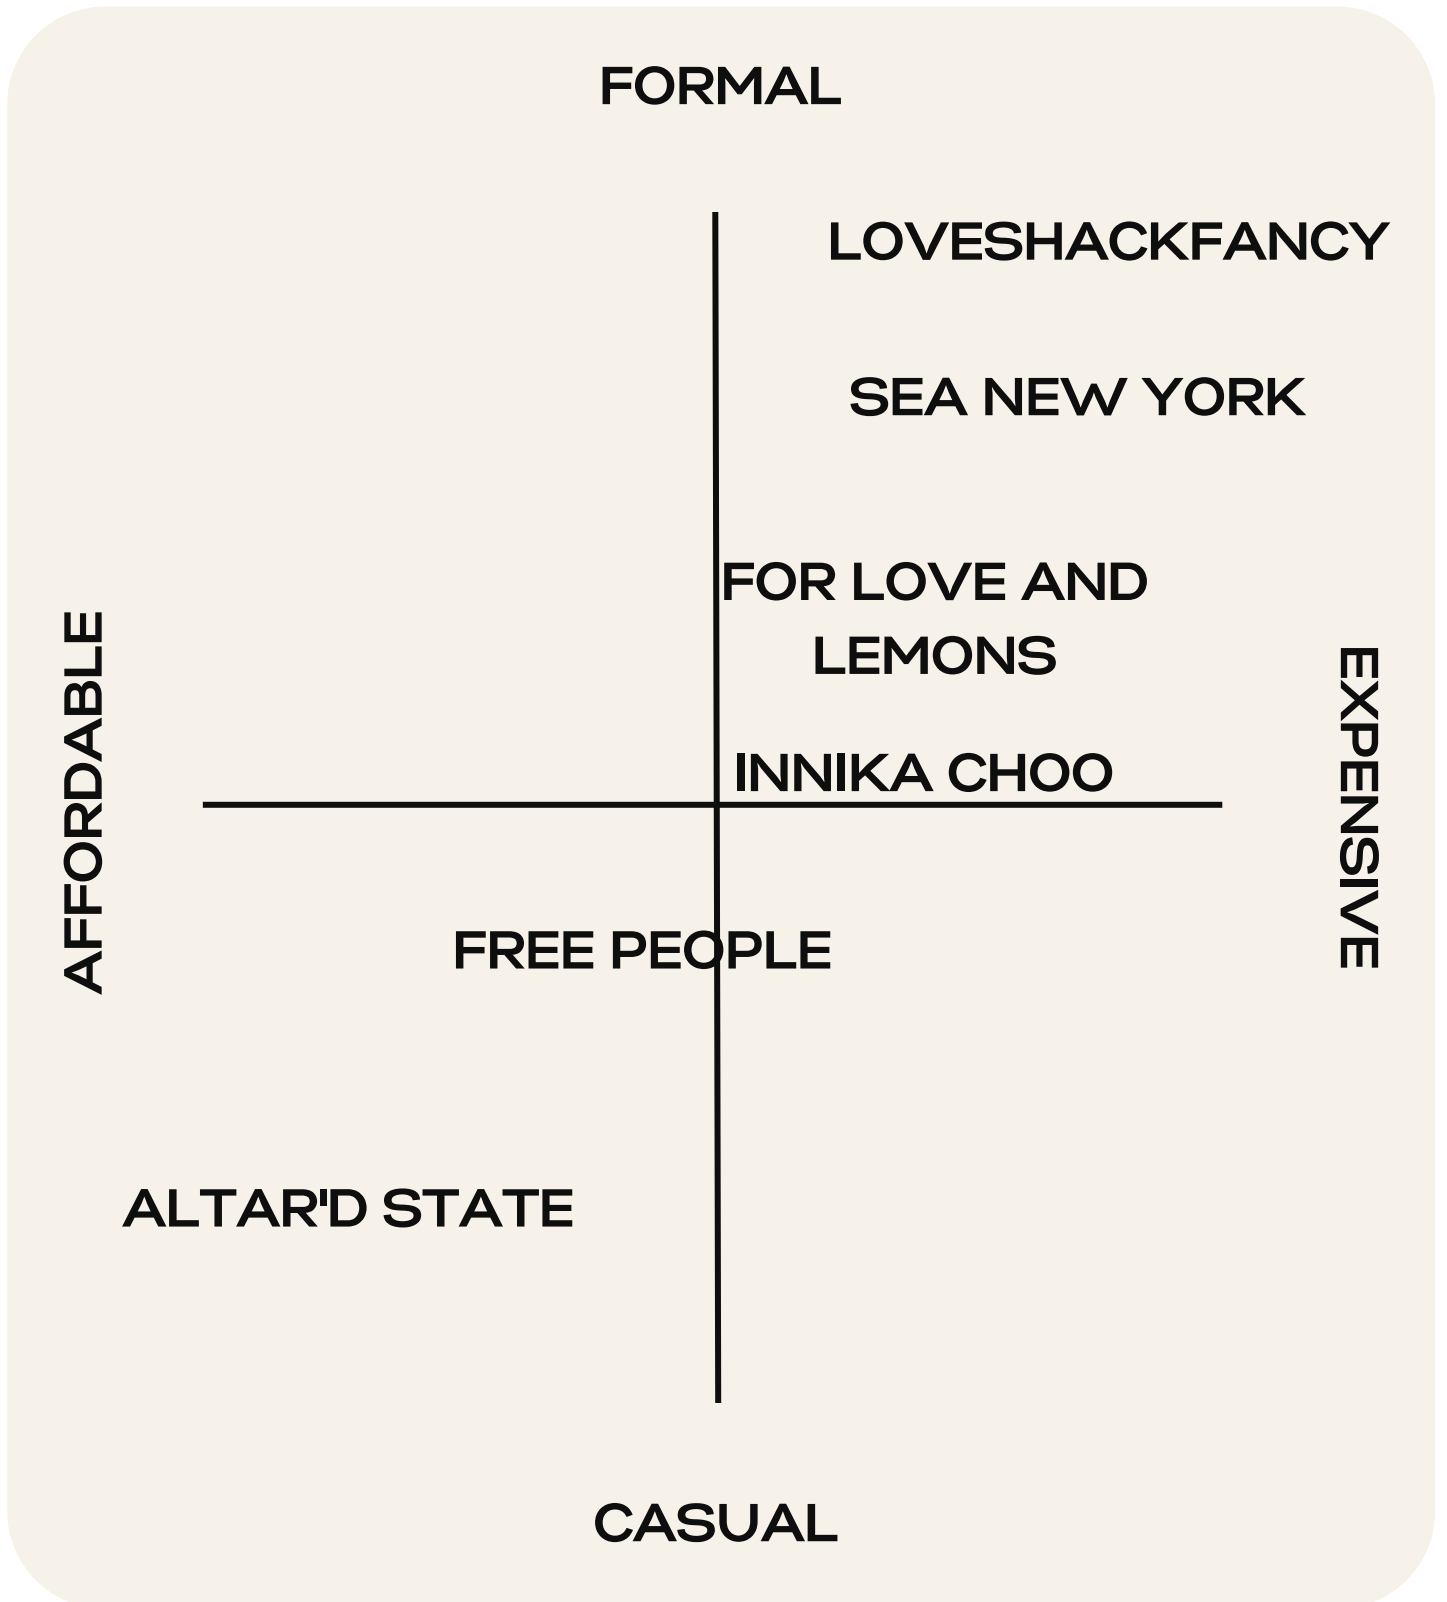 FORMAL
LOVESHACKFANCY
SEA NEW YORK
FOR LOVE AND
LEMONS
AFFORDABLE
EXPENSIVE
INNIKA CHOO
FREE PEOPLE
ALTAR'D STATE
CASUAL